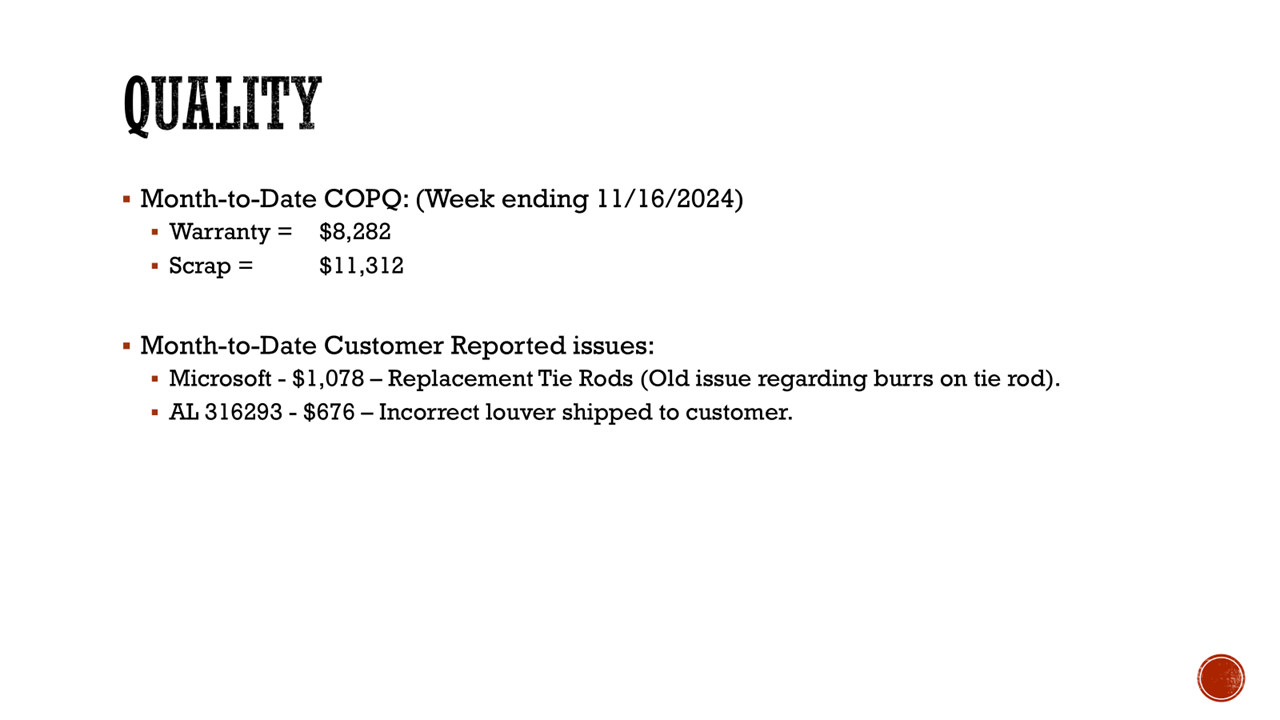 QUALITY
▪ Month-to-Date COPQ: (Week ending 11/16/2024)
▪ Warranty = $8,282
▪ Scrap = $11,312
▪ Month-to-Date Customer Reported issues:
▪ Microsoft - $1,078 – Replacement Tie Rods (Old issue regarding burrs on tie rod).
▪ AL 316293 - $676 – Incorrect louver shipped to customer.